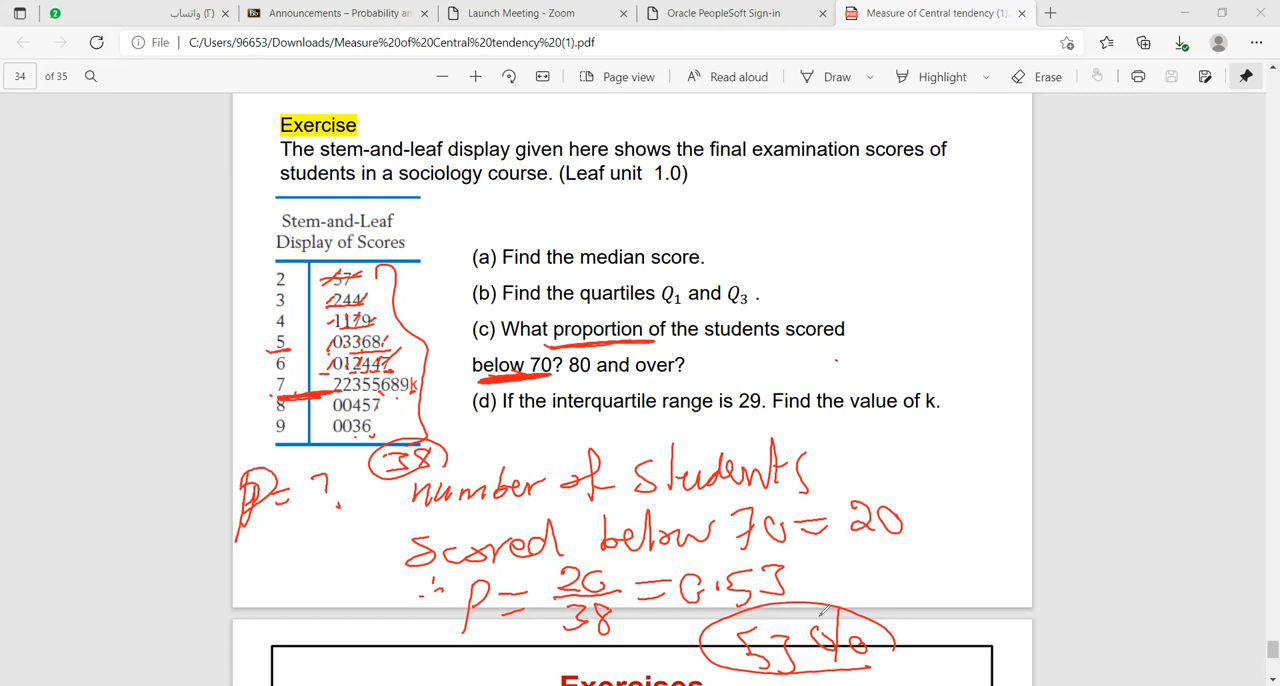 (٢) واتساب
Announcements – Probability an
Launch Meeting - Zoom
Oracle PeopleSoft Sign-in
Measure of Central tendency (1).
File
C:/Users/96653/Downloads/Measure%20of%20Central%20tendency%20(1).pdf
34 of 35
Page view
Read aloud
Draw
Highlight
Erase
Exercise
The stem-and-leaf display given here shows the final examination scores of
students in a sociology course. (Leaf unit 1.0)
Stem-and-Leaf
Display of Scores
2 57
3 244
4 1179
5 03368
6 012447
7 22355689k
8 00457
9 0036
(a) Find the median score.
(b) Find the quartiles Q₁ and Q₃ .
(c) What proportion of the students scored
below 70? 80 and over?
(d) If the interquartile range is 29. Find the value of k.
38
P = ?
number of students
scored below 70 = 20
∴ P = 20/38 = 0.53
53 %
Exercises